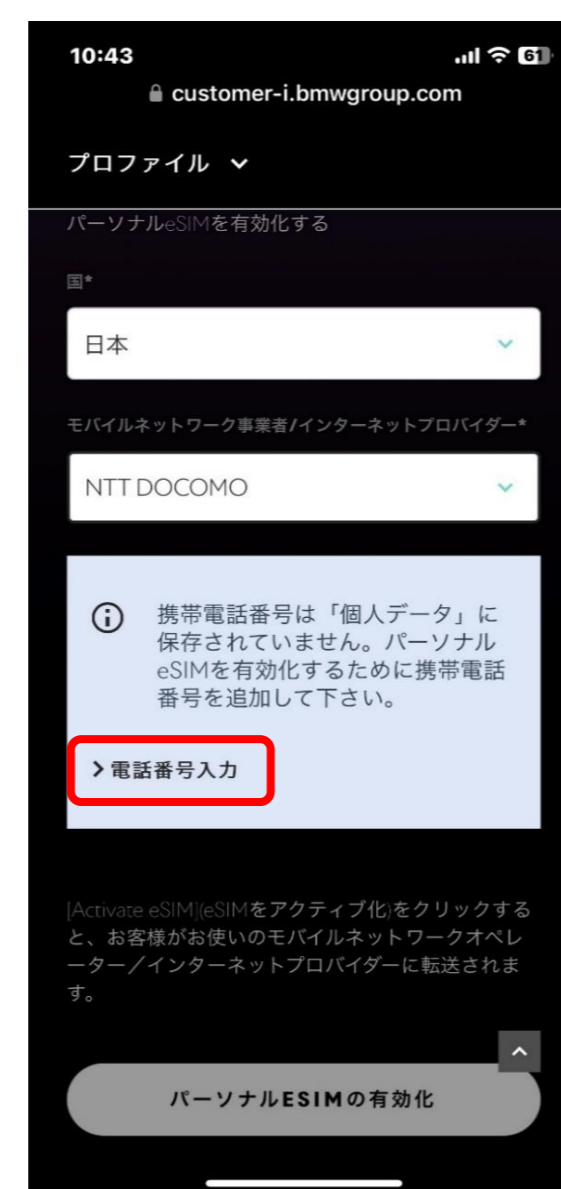 10:43
61
customer-i.bmwgroup.com
プロファイル
パーソナルeSIMを有効化する
国*
日本
モバイルネットワーク事業者/インターネットプロバイダー*
NTT DOCOMO
携帯電話番号は「個人データ」に
保存されていません。パーソナル
eSIMを有効化するために携帯電話
番号を追加して下さい。
電話番号入力
[Activate eSIM](eSIMをアクティブ化)をクリックする
と、お客様がお使いのモバイルネットワークオペレ
ーター／インターネットプロバイダーに転送されま
す。
パーソナルESIMの有効化